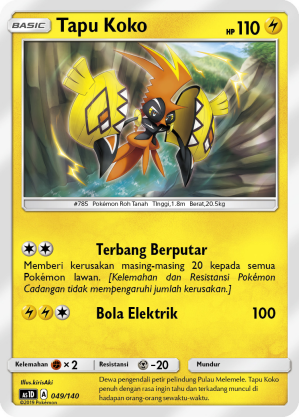 BASIC Tapu Koko HP 110
#785 Pokémon Roh Tanah Tinggi,1.8m Berat,20.5kg
Terbang Berputar
Memberi kerusakan masing-masing 20 kepada semua
Pokémon lawan. [Kelemahan dan Resistansi Pokémon
Cadangan tidak mempengaruhi jumlah kerusakan.]
Bola Elektrik 100
Kelemahan × 2 Resistansi -20 Mundur
Illus.kirisAki
AS1D A 049/140
©2019 Pokémon
Dewa pengendali petir pelindung Pulau Melemele. Tapu Koko
penuh dengan rasa ingin tahu dan terkadang muncul di
hadapan orang-orang sewaktu-waktu.